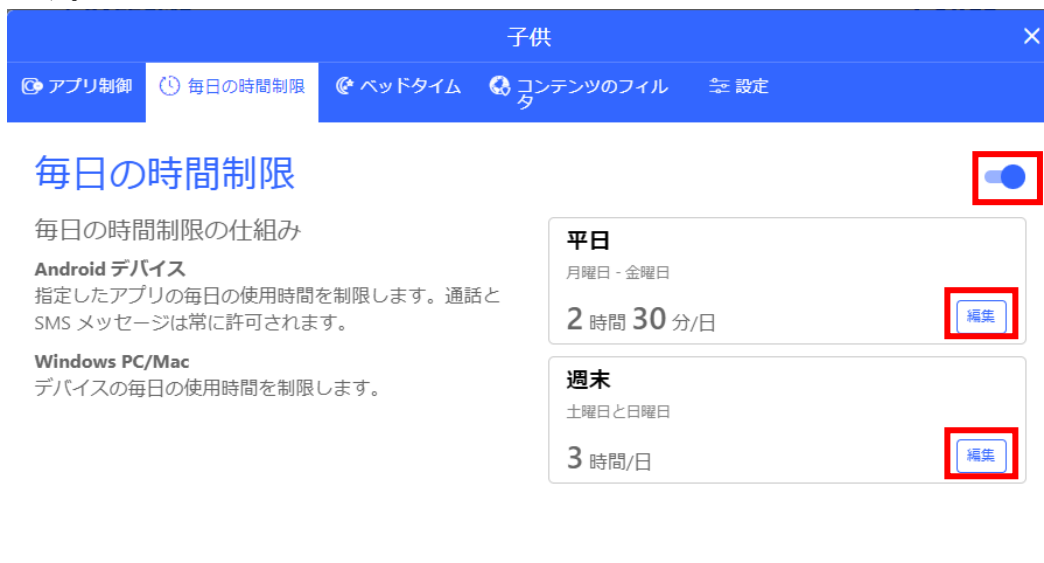 子供
アプリ制御
毎日の時間制限
ベッドタイム
コンテンツのフィル
タ
設定
毎日の時間制限
毎日の時間制限の仕組み
Android デバイス
指定したアプリの毎日の使用時間を制限します。通話と
SMS メッセージは常に許可されます。
Windows PC/Mac
デバイスの毎日の使用時間を制限します。
平日
月曜日 - 金曜日
2 時間 30 分/日
編集
週末
土曜日と日曜日
3 時間/日
編集